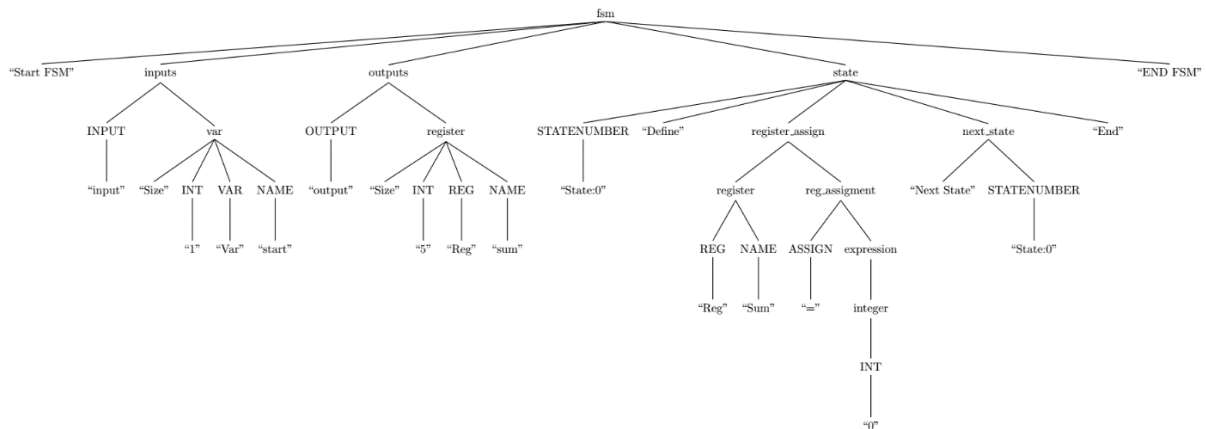 fsm
“Start FSM” inputs outputs state “END FSM”
INPUT var OUTPUT register STATENUMBER “Define” register_assign next_state “End”
“input” “Size” INT VAR NAME “output” “Size” INT REG NAME “State:0” register reg_assigment “Next State” STATENUMBER
“1” “Var” “start” “5” “Reg” “sum” REG NAME ASSIGN expression “State:0”
“Reg” “Sum” “=” integer
INT
“0”